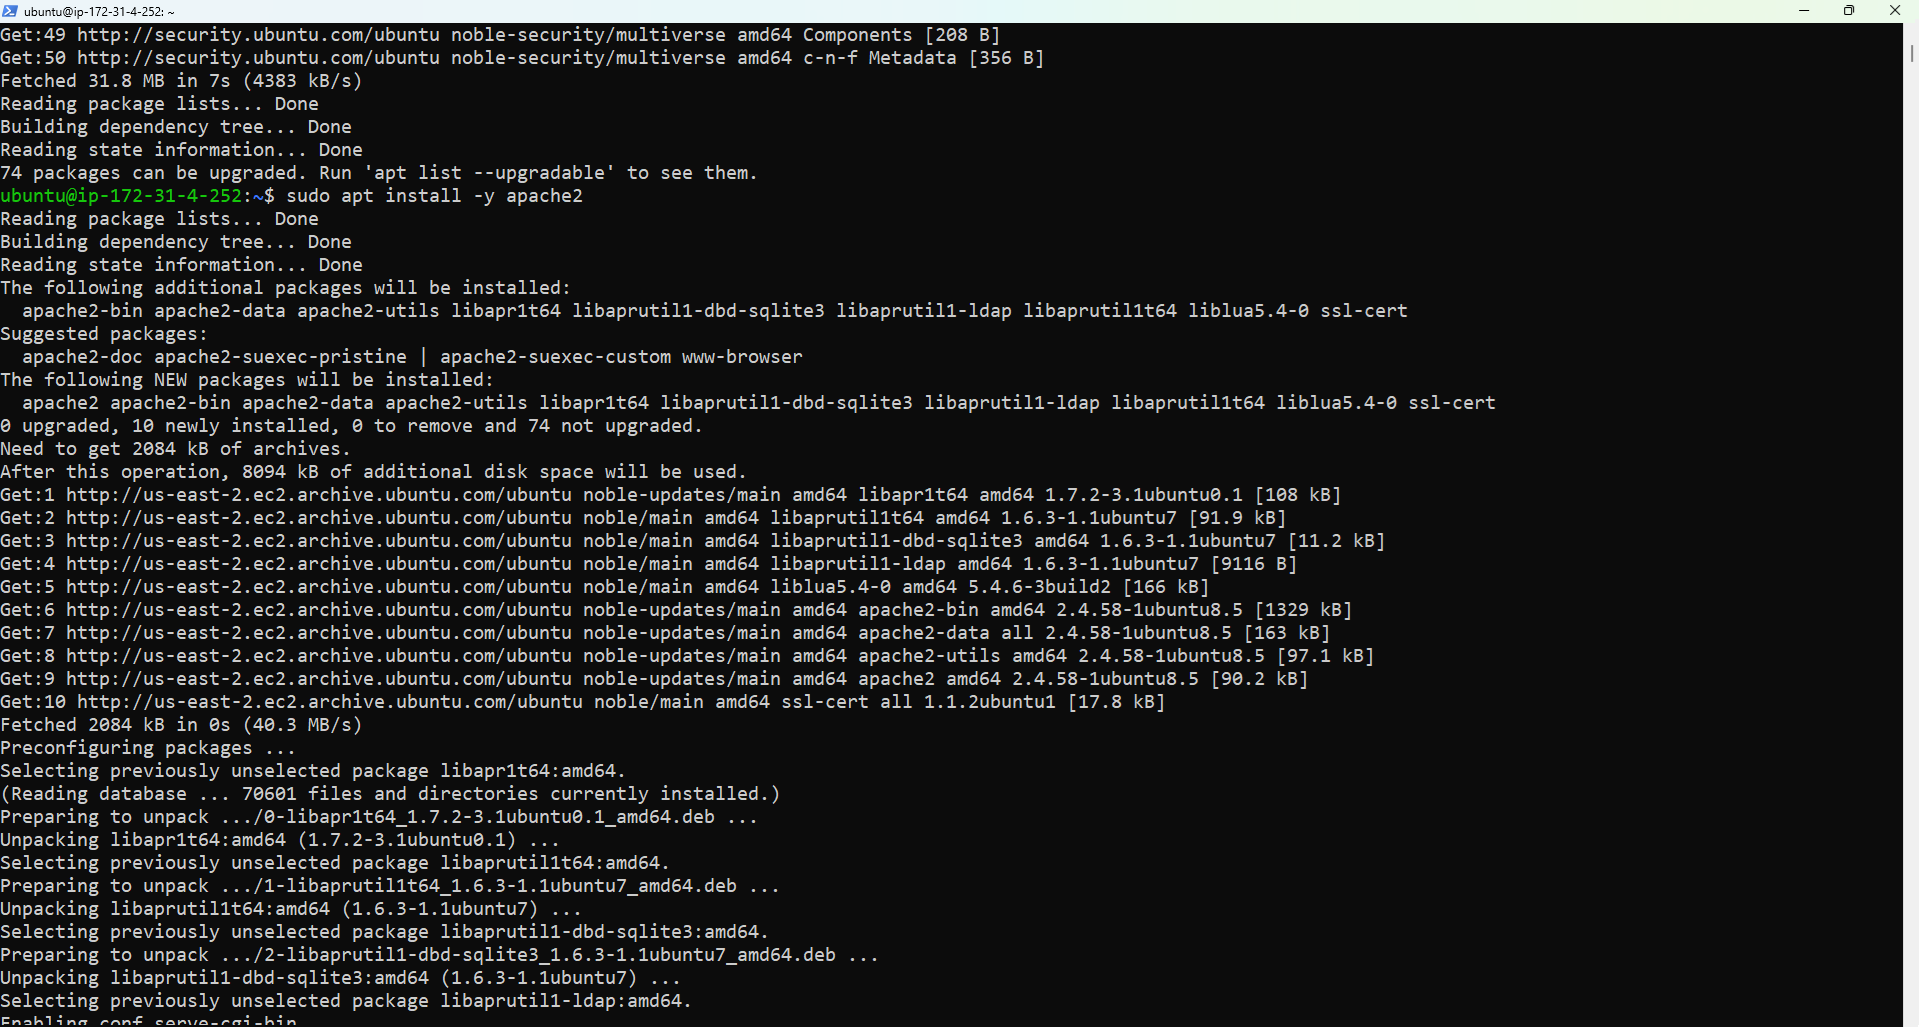 ubuntu@ip-172-31-4-252: ~
Get:49 http://security.ubuntu.com/ubuntu noble-security/multiverse amd64 Components [208 B]
Get:50 http://security.ubuntu.com/ubuntu noble-security/multiverse amd64 c-n-f Metadata [356 B]
Fetched 31.8 MB in 7s (4383 kB/s)
Reading package lists... Done
Building dependency tree... Done
Reading state information... Done
74 packages can be upgraded. Run 'apt list --upgradable' to see them.
ubuntu@ip-172-31-4-252:~$ sudo apt install -y apache2
Reading package lists... Done
Building dependency tree... Done
Reading state information... Done
The following additional packages will be installed:
  apache2-bin apache2-data apache2-utils libapr1t64 libaprutil1-dbd-sqlite3 libaprutil1-ldap libaprutil1t64 liblua5.4-0 ssl-cert
Suggested packages:
  apache2-doc apache2-suexec-pristine | apache2-suexec-custom www-browser
The following NEW packages will be installed:
  apache2 apache2-bin apache2-data apache2-utils libapr1t64 libaprutil1-dbd-sqlite3 libaprutil1-ldap libaprutil1t64 liblua5.4-0 ssl-cert
0 upgraded, 10 newly installed, 0 to remove and 74 not upgraded.
Need to get 2084 kB of archives.
After this operation, 8094 kB of additional disk space will be used.
Get:1 http://us-east-2.ec2.archive.ubuntu.com/ubuntu noble-updates/main amd64 libapr1t64 amd64 1.7.2-3.1ubuntu0.1 [108 kB]
Get:2 http://us-east-2.ec2.archive.ubuntu.com/ubuntu noble/main amd64 libaprutil1t64 amd64 1.6.3-1.1ubuntu7 [91.9 kB]
Get:3 http://us-east-2.ec2.archive.ubuntu.com/ubuntu noble/main amd64 libaprutil1-dbd-sqlite3 amd64 1.6.3-1.1ubuntu7 [11.2 kB]
Get:4 http://us-east-2.ec2.archive.ubuntu.com/ubuntu noble/main amd64 libaprutil1-ldap amd64 1.6.3-1.1ubuntu7 [9116 B]
Get:5 http://us-east-2.ec2.archive.ubuntu.com/ubuntu noble/main amd64 liblua5.4-0 amd64 5.4.6-3build2 [166 kB]
Get:6 http://us-east-2.ec2.archive.ubuntu.com/ubuntu noble-updates/main amd64 apache2-bin amd64 2.4.58-1ubuntu8.5 [1329 kB]
Get:7 http://us-east-2.ec2.archive.ubuntu.com/ubuntu noble-updates/main amd64 apache2-data all 2.4.58-1ubuntu8.5 [163 kB]
Get:8 http://us-east-2.ec2.archive.ubuntu.com/ubuntu noble-updates/main amd64 apache2-utils amd64 2.4.58-1ubuntu8.5 [97.1 kB]
Get:9 http://us-east-2.ec2.archive.ubuntu.com/ubuntu noble-updates/main amd64 apache2 amd64 2.4.58-1ubuntu8.5 [90.2 kB]
Get:10 http://us-east-2.ec2.archive.ubuntu.com/ubuntu noble/main amd64 ssl-cert all 1.1.2ubuntu1 [17.8 kB]
Fetched 2084 kB in 0s (40.3 MB/s)
Preconfiguring packages ...
Selecting previously unselected package libapr1t64:amd64.
(Reading database ... 70601 files and directories currently installed.)
Preparing to unpack .../0-libapr1t64_1.7.2-3.1ubuntu0.1_amd64.deb ...
Unpacking libapr1t64:amd64 (1.7.2-3.1ubuntu0.1) ...
Selecting previously unselected package libaprutil1t64:amd64.
Preparing to unpack .../1-libaprutil1t64_1.6.3-1.1ubuntu7_amd64.deb ...
Unpacking libaprutil1t64:amd64 (1.6.3-1.1ubuntu7) ...
Selecting previously unselected package libaprutil1-dbd-sqlite3:amd64.
Preparing to unpack .../2-libaprutil1-dbd-sqlite3_1.6.3-1.1ubuntu7_amd64.deb ...
Unpacking libaprutil1-dbd-sqlite3:amd64 (1.6.3-1.1ubuntu7) ...
Selecting previously unselected package libaprutil1-ldap:amd64.
Enabling conf serve-cgi-bin